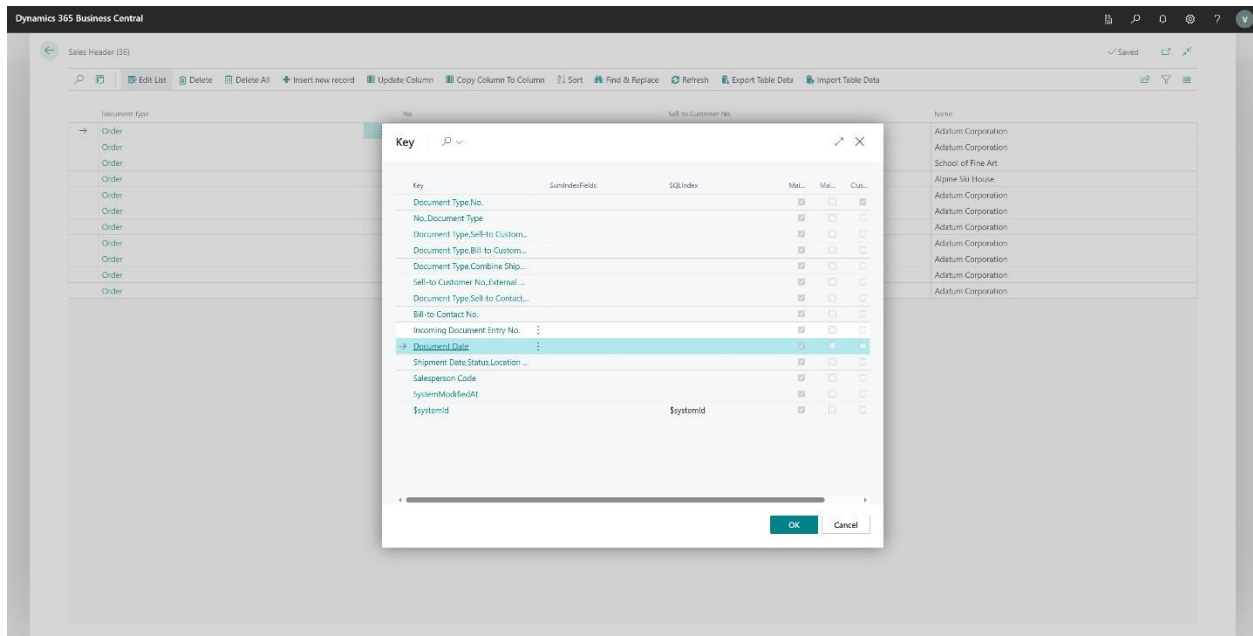 Dynamics 365 Business Central
?
V
Sales Header (36)
Saved
Edit List Delete Delete All Insert new record Update Column Copy Column To Column Sort Find & Replace Refresh Export Table Data Import Table Data
Document Type No. Sell-to Customer No. Name
Order Adatum Corporation
Order Adatum Corporation
Order School of Fine Art
Order Alpine Ski House
Order Adatum Corporation
Order Adatum Corporation
Order Adatum Corporation
Order Adatum Corporation
Order Adatum Corporation
Order Adatum Corporation
Order Adatum Corporation
Key
Key SumIndexFields SQLIndex Mai... Mai... Clus...
Document Type,No.
No.,Document Type
Document Type,Sell-to Custom...
Document Type,Bill-to Custom...
Document Type,Combine Ship...
Sell-to Customer No.,External ...
Document Type,Sell-to Contact...
Bill-to Contact No.
Incoming Document Entry No.
Document Date
Shipment Date,Status,Location ...
Salesperson Code
SystemModifiedAt
$systemId $systemId
OK Cancel